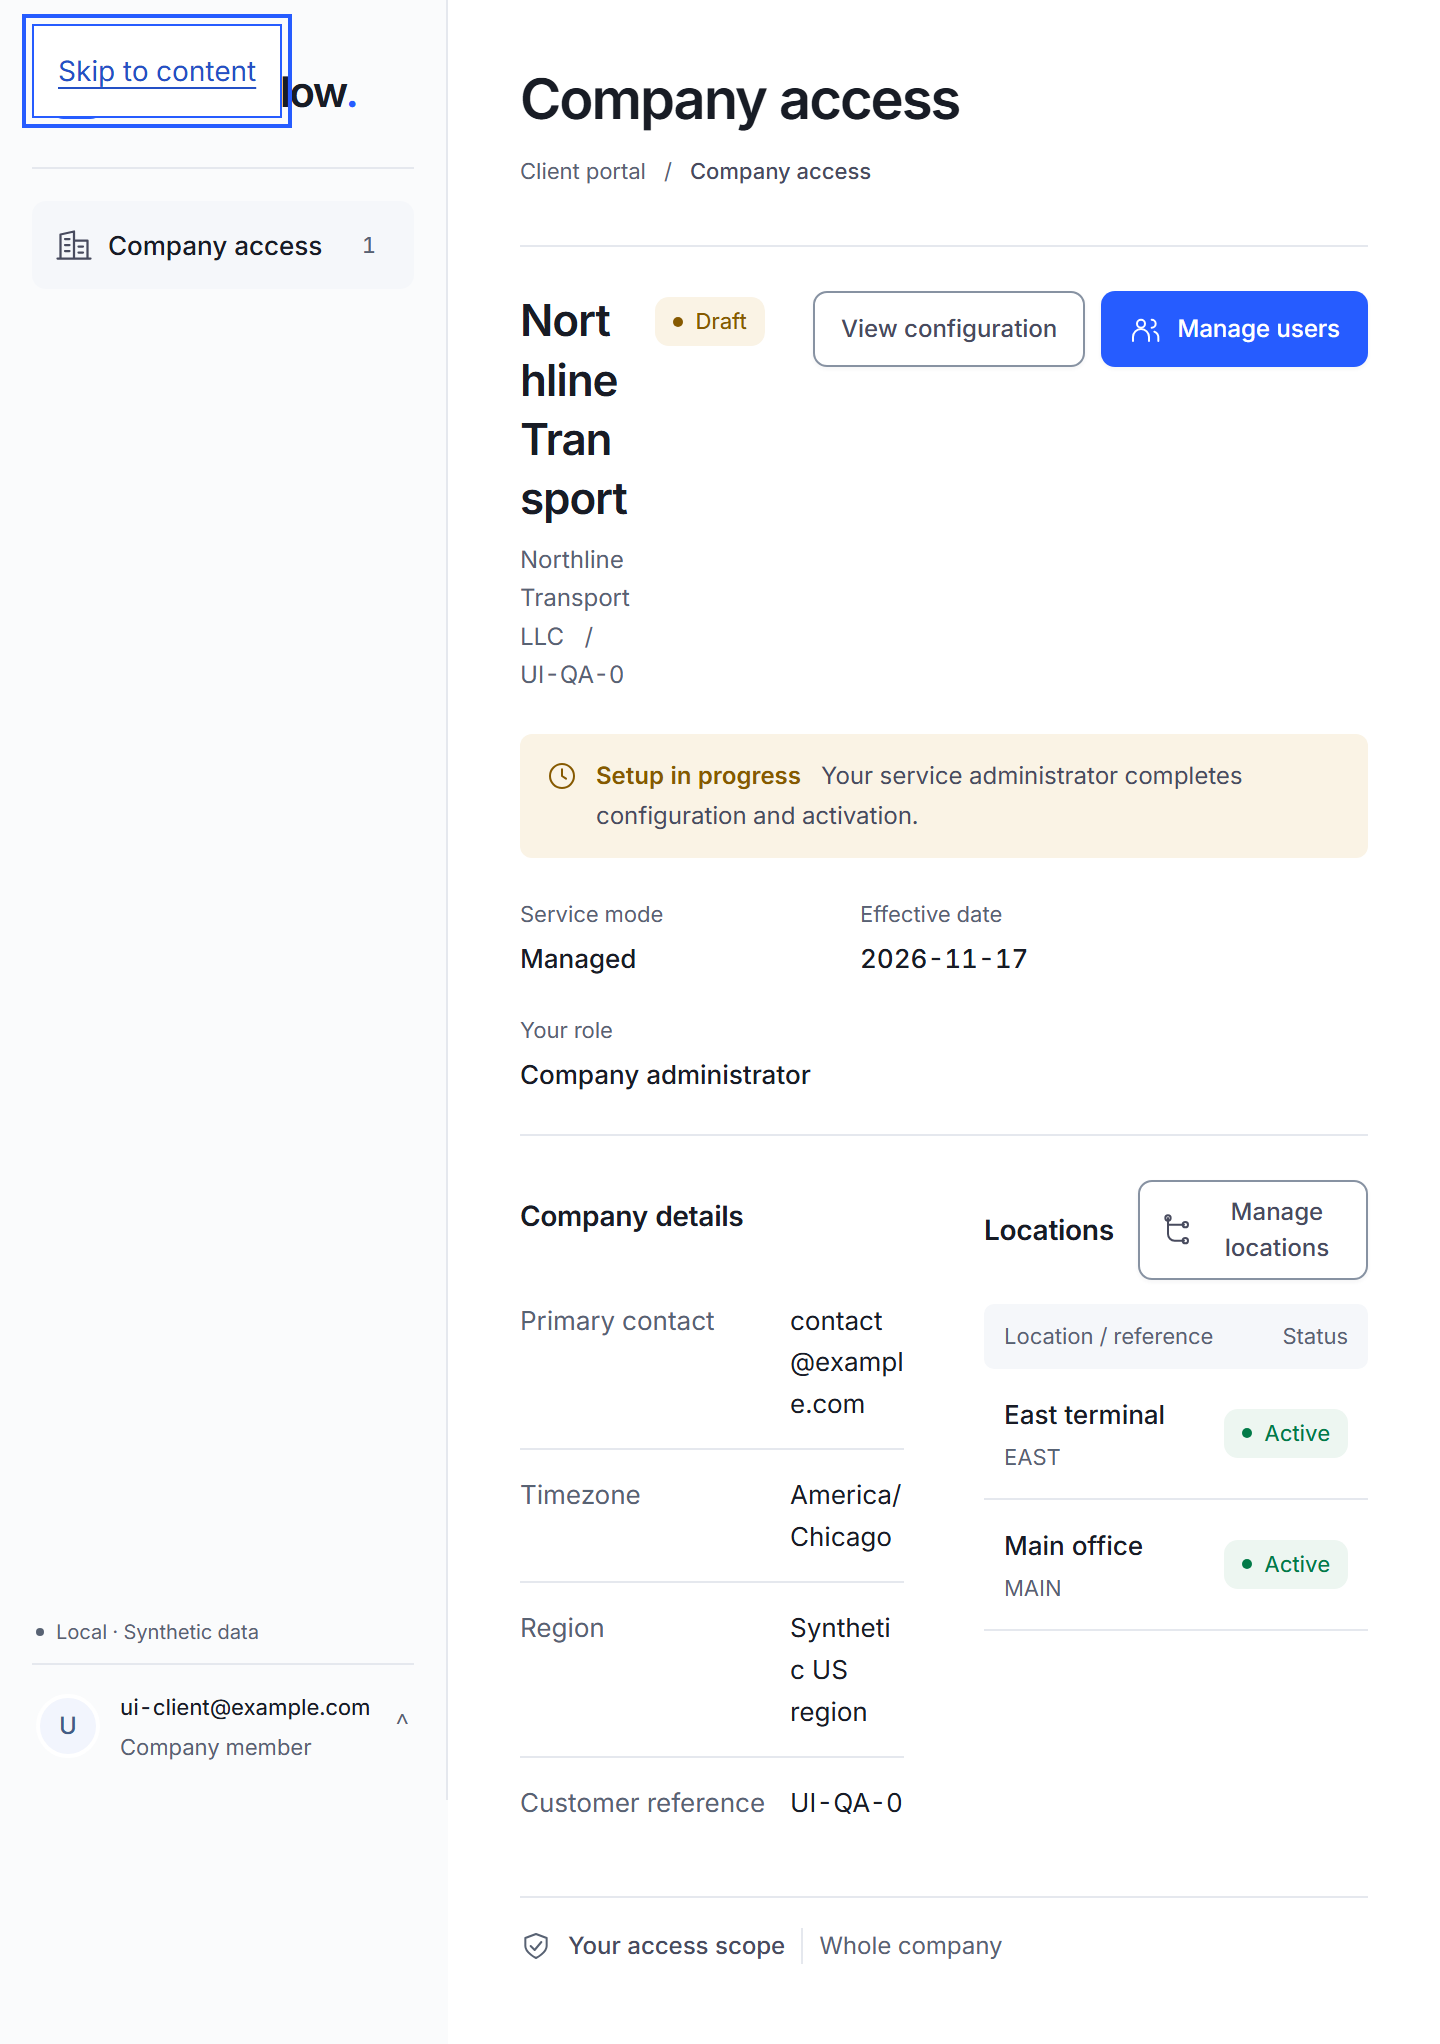 Skip to content
low.
Company access 1
Local · Synthetic data
U
ui-client@example.com
Company member
Company access
Client portal / Company access
Nort
hline
Tran
sport
Draft
View configuration
Manage users
Northline
Transport
LLC /
UI-QA-0
Setup in progress Your service administrator completes
configuration and activation.
Service mode
Managed
Effective date
2026-11-17
Your role
Company administrator
Company details
Primary contact
contact
@exampl
e.com
Timezone
America/
Chicago
Region
Syntheti
c US
region
Customer reference UI-QA-0
Locations
Manage
locations
Location / reference Status
East terminal
EAST
Active
Main office
MAIN
Active
Your access scope Whole company